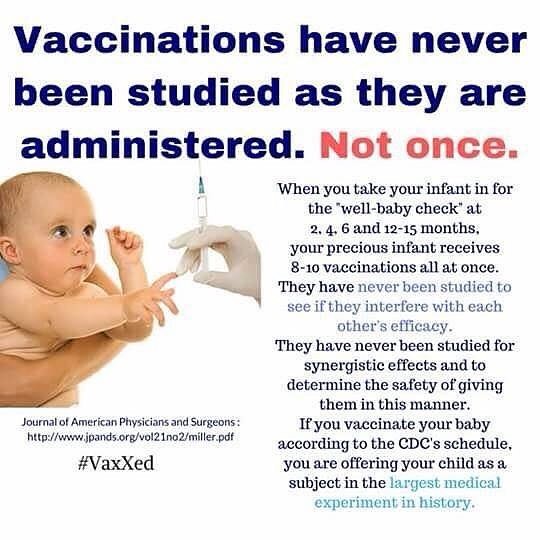 Vaccinations have never
been studied as they are
administered. Not once.
When you take your infant in for
the "well-baby check" at
2, 4, 6 and 12-15 months,
your precious infant receives
8-10 vaccinations all at once.
They have never been studied to
see if they interfere with each
other's efficacy.
They have never been studied for
synergistic effects and to
determine the safety of giving
them in this manner.
If you vaccinate your baby
according to the CDC's schedule,
you are offering your child as a
subject in the largest medical
experiment in history.
Journal of American Physicians and Surgeons :
http://www.jpands.org/vol21no2/miller.pdf
#VaxXed